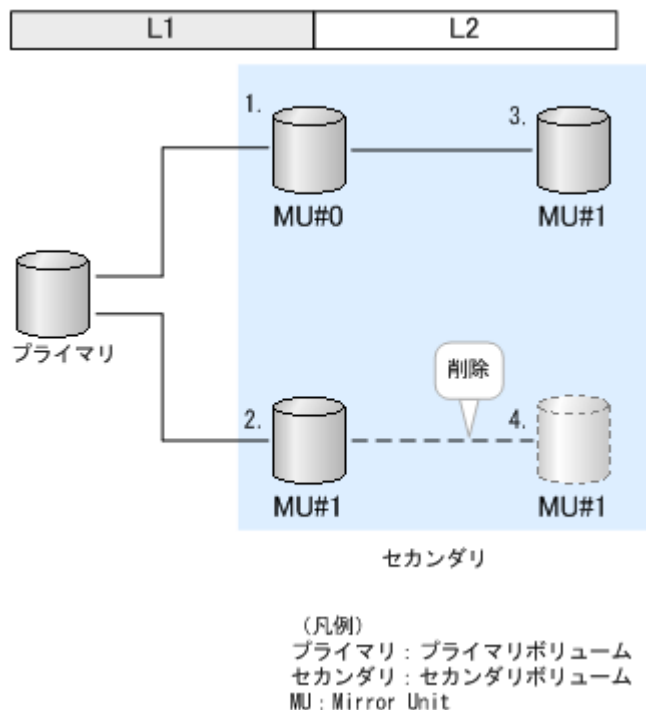 L1 L2
1. 3.
MU#0 MU#1
プライマリ
削除
2. 4.
MU#1 MU#1
セカンダリ
（凡例）
プライマリ：プライマリボリューム
セカンダリ：セカンダリボリューム
MU：Mirror Unit